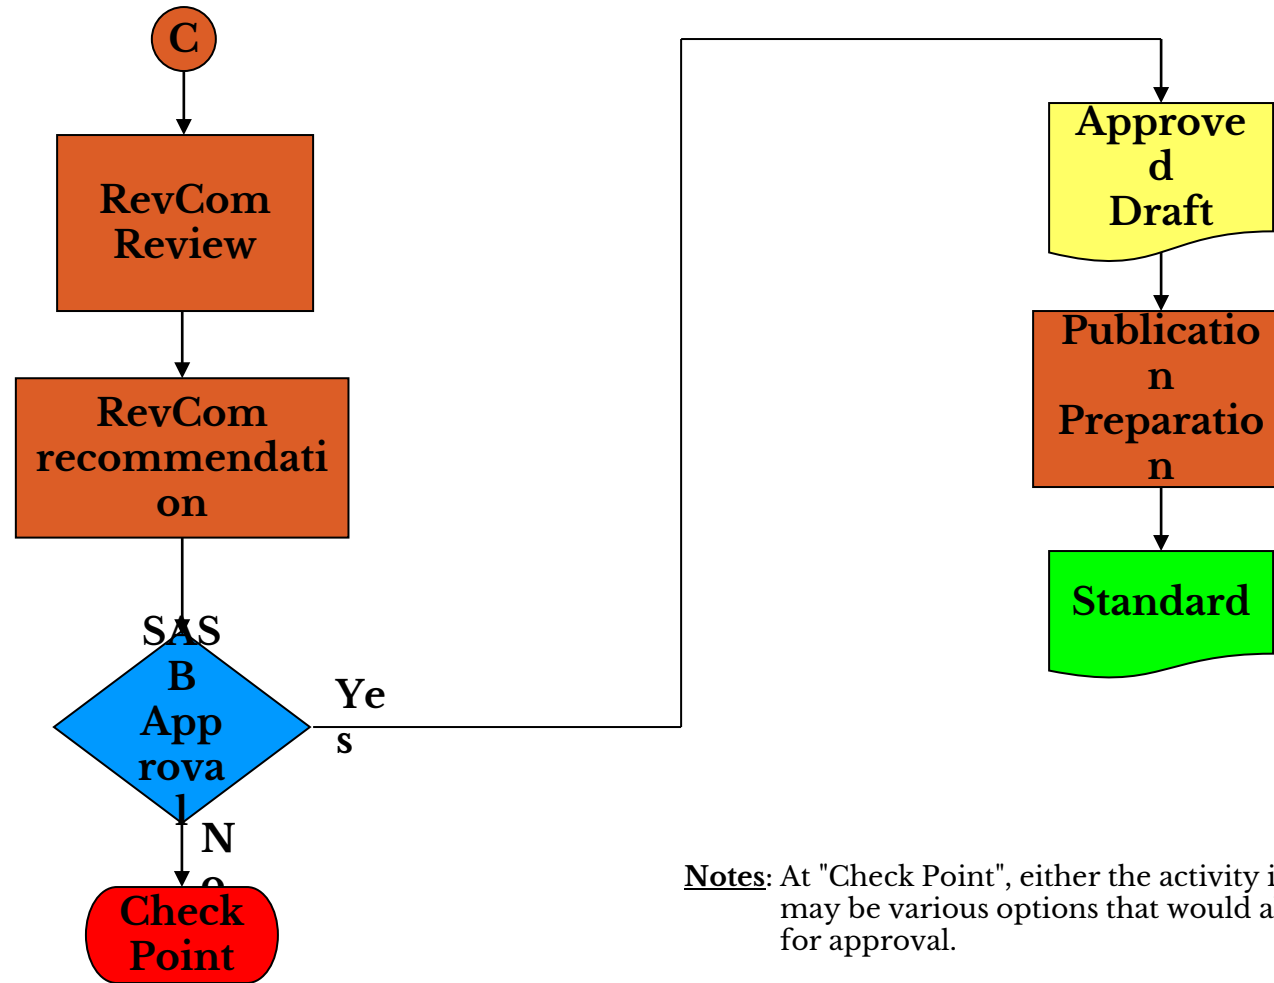 C
RevCom
Review
RevCom
recommendati
on
SAS
B
App
rova
l
Ye
s
N
o
Check
Point
Approve
d
Draft
Publicatio
n
Preparatio
n
Standard
Notes: At "Check Point", either the activity i
may be various options that would a
for approval.